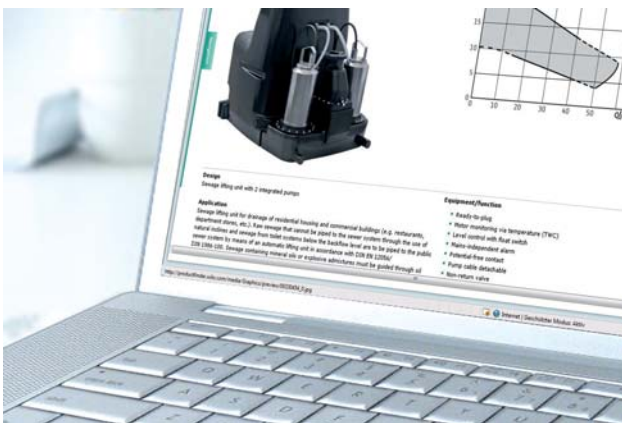 15
10
5
0
0 10 20 30 40 50
Design
Sewage lifting unit with 2 integrated pumps
Application
Sewage lifting unit for drainage of residential housing and commercial buildings (e.g. restaurants,
department stores, etc.). Raw sewage that cannot be piped to the sewer system through the use of
natural inclines and sewage from toilet systems below the backflow level are to be piped to the public
sewer system by means of an automatic lifting unit in accordance with DIN EN 12056/
DIN 1986-100. Sewage containing mineral oils or explosive admixtures must be guided through oil
Equipment/function
• Ready-to-plug
• Motor monitoring via temperature (TWC)
• Level control with float switch
• Mains-independent alarm
• Potential-free contact
• Pump cable detachable
• Non-return valve
Internet | Geschützter Modus: Aktiv
Q
W
E
R
A
S
D
F